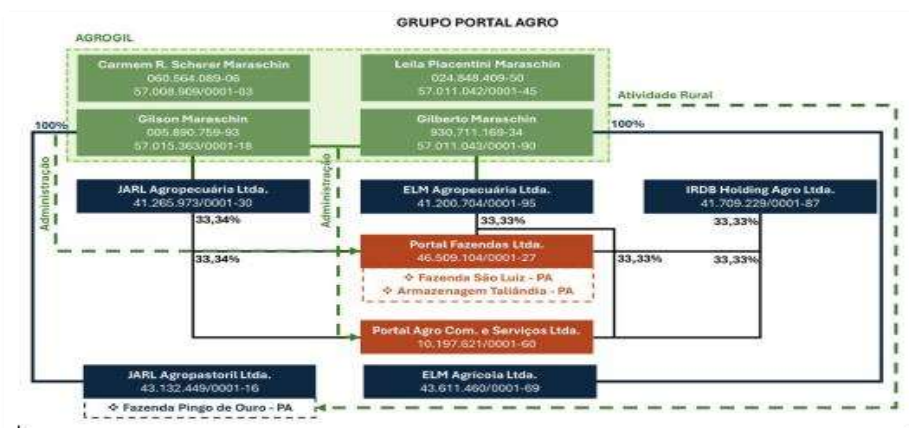 GRUPO PORTAL AGRO
AGROGIL
Carmem R. Scherer Maraschin
060.564.089-06
57.008.909/0001-03
Leila Piacentini Maraschin
024.848.409-50
57.011.042/0001-45
Atividade Rural
100%
Gilson Maraschin
005.890.759-93
57.015.363/0001-18
Gilberto Maraschin
930.711.169-34
57.011.043/0001-90
100%
Administração
Administração
JARL Agropecuária Ltda.
41.265.973/0001-30
ELM Agropecuária Ltda.
41.200.704/0001-95
IRDB Holding Agro Ltda.
41.709.229/0001-87
33,34%
33,33%
33,33%
Portal Fazendas Ltda.
46.509.104/0001-27
33,34%
33,33%
33,33%
❖ Fazenda São Luiz - PA
❖ Armazenagem Tailândia - PA
Portal Agro Com. e Serviços Ltda.
10.197.621/0001-60
JARL Agropastoril Ltda.
43.132.449/0001-16
ELM Agrícola Ltda.
43.611.460/0001-69
❖ Fazenda Pingo de Ouro - PA